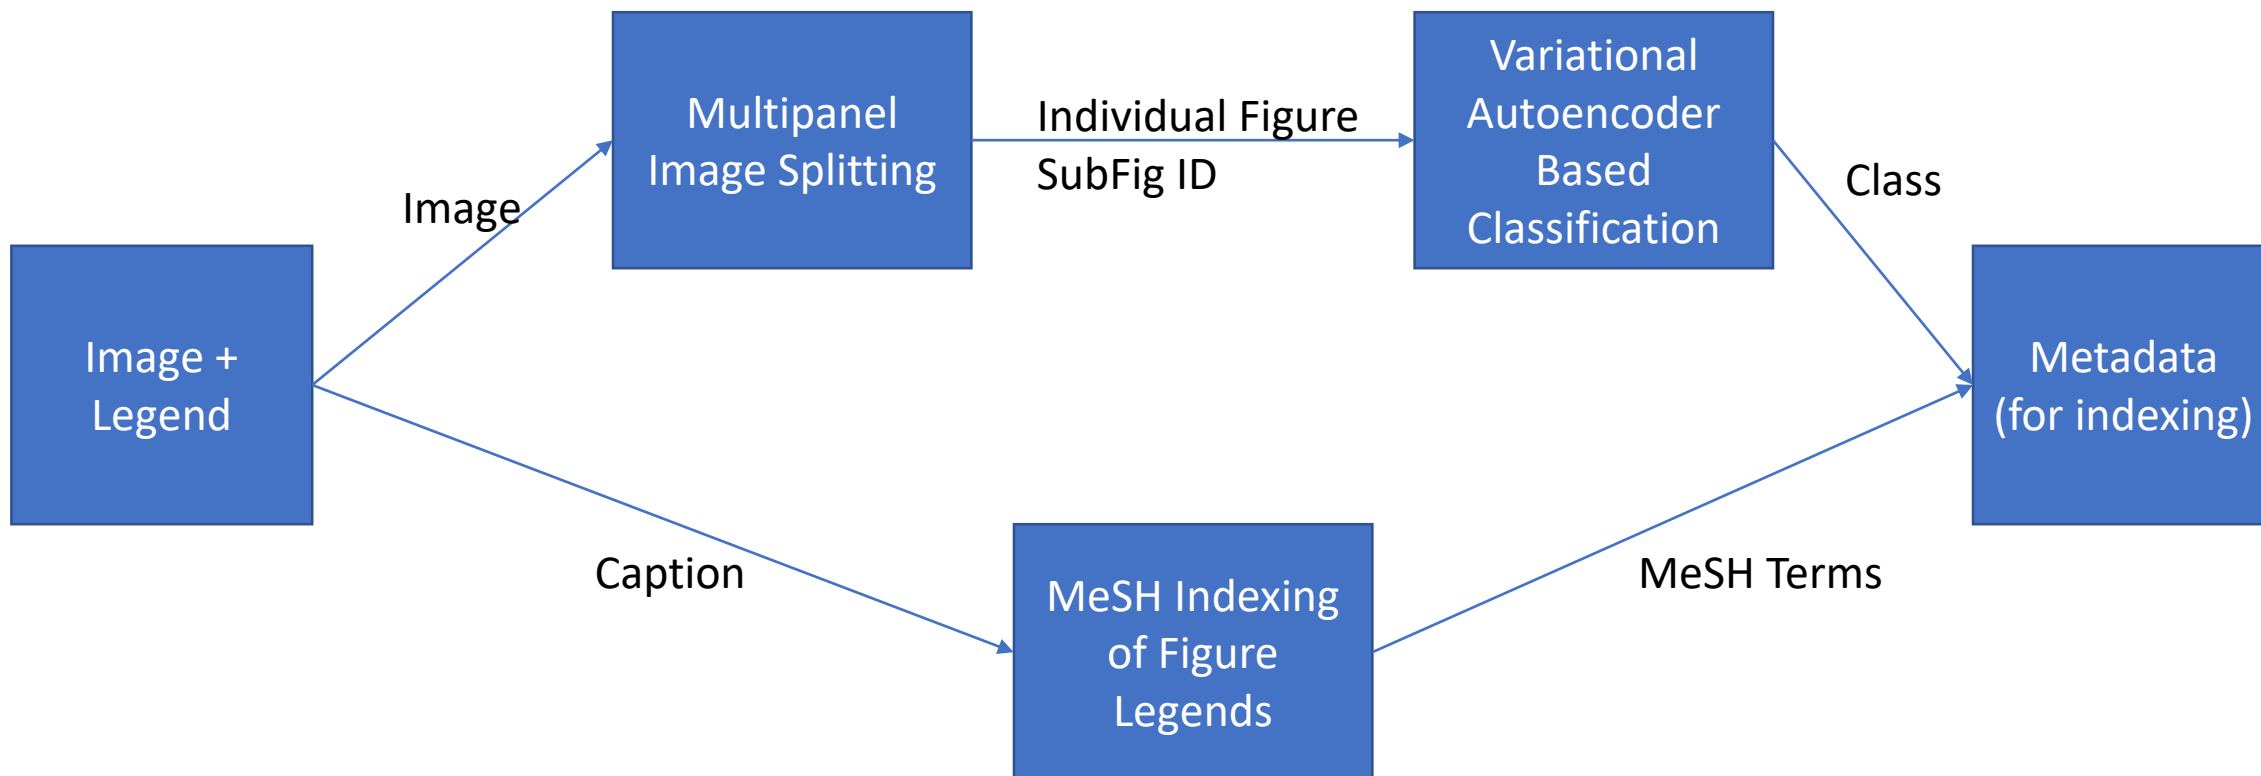 Image +
Legend
Image
Multipanel
Image Splitting
Individual Figure
SubFig ID
Variational
Autoencoder
Based
Classification
Class
Caption
MeSH Indexing
of Figure
Legends
MeSH Terms
Metadata
(for indexing)